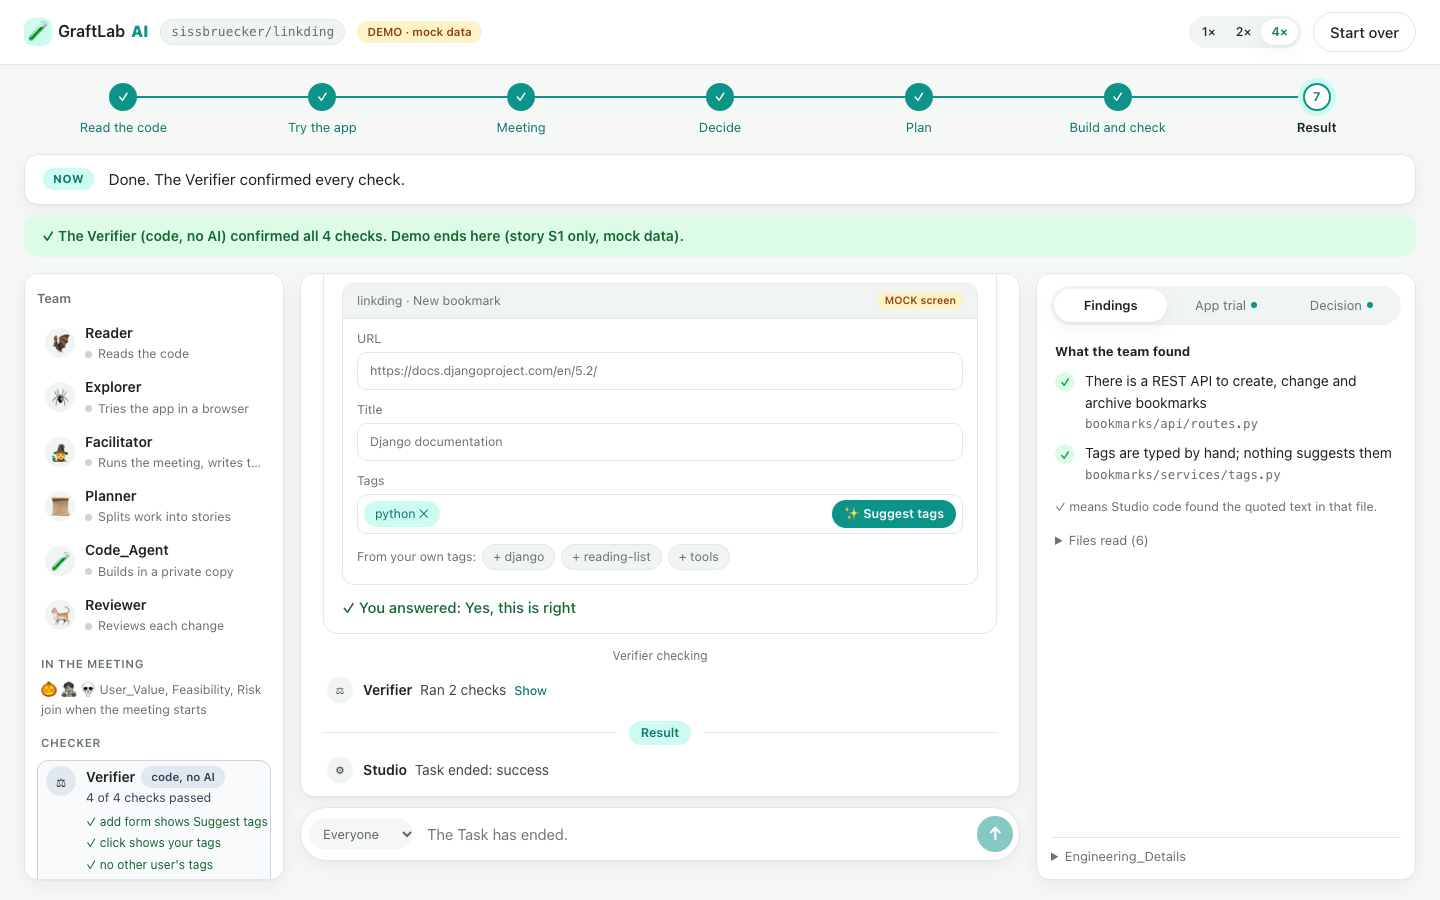 GraftLab AI
sissbruecker/linkding
DEMO · mock data
1×
2×
4×
Start over
7
Read the code
Try the app
Meeting
Decide
Plan
Build and check
Result
NOW
Done. The Verifier confirmed every check.
✓ The Verifier (code, no AI) confirmed all 4 checks. Demo ends here (story S1 only, mock data).
Team
Reader
Reads the code
Explorer
Tries the app in a browser
Facilitator
Runs the meeting, writes t...
Planner
Splits work into stories
Code_Agent
Builds in a private copy
Reviewer
Reviews each change
IN THE MEETING
User_Value, Feasibility, Risk
join when the meeting starts
CHECKER
Verifier
code, no AI
4 of 4 checks passed
✓ add form shows Suggest tags
✓ click shows your tags
✓ no other user's tags
linkding · New bookmark
MOCK screen
URL
https://docs.djangoproject.com/en/5.2/
Title
Django documentation
Tags
python ×
✨ Suggest tags
From your own tags:
+ django
+ reading-list
+ tools
✓ You answered: Yes, this is right
Verifier checking
Verifier Ran 2 checks Show
Result
Studio Task ended: success
Everyone
The Task has ended.
Findings
App trial
Decision
What the team found
There is a REST API to create, change and
archive bookmarks
bookmarks/api/routes.py
Tags are typed by hand; nothing suggests them
bookmarks/services/tags.py
✓ means Studio code found the quoted text in that file.
Files read (6)
Engineering_Details